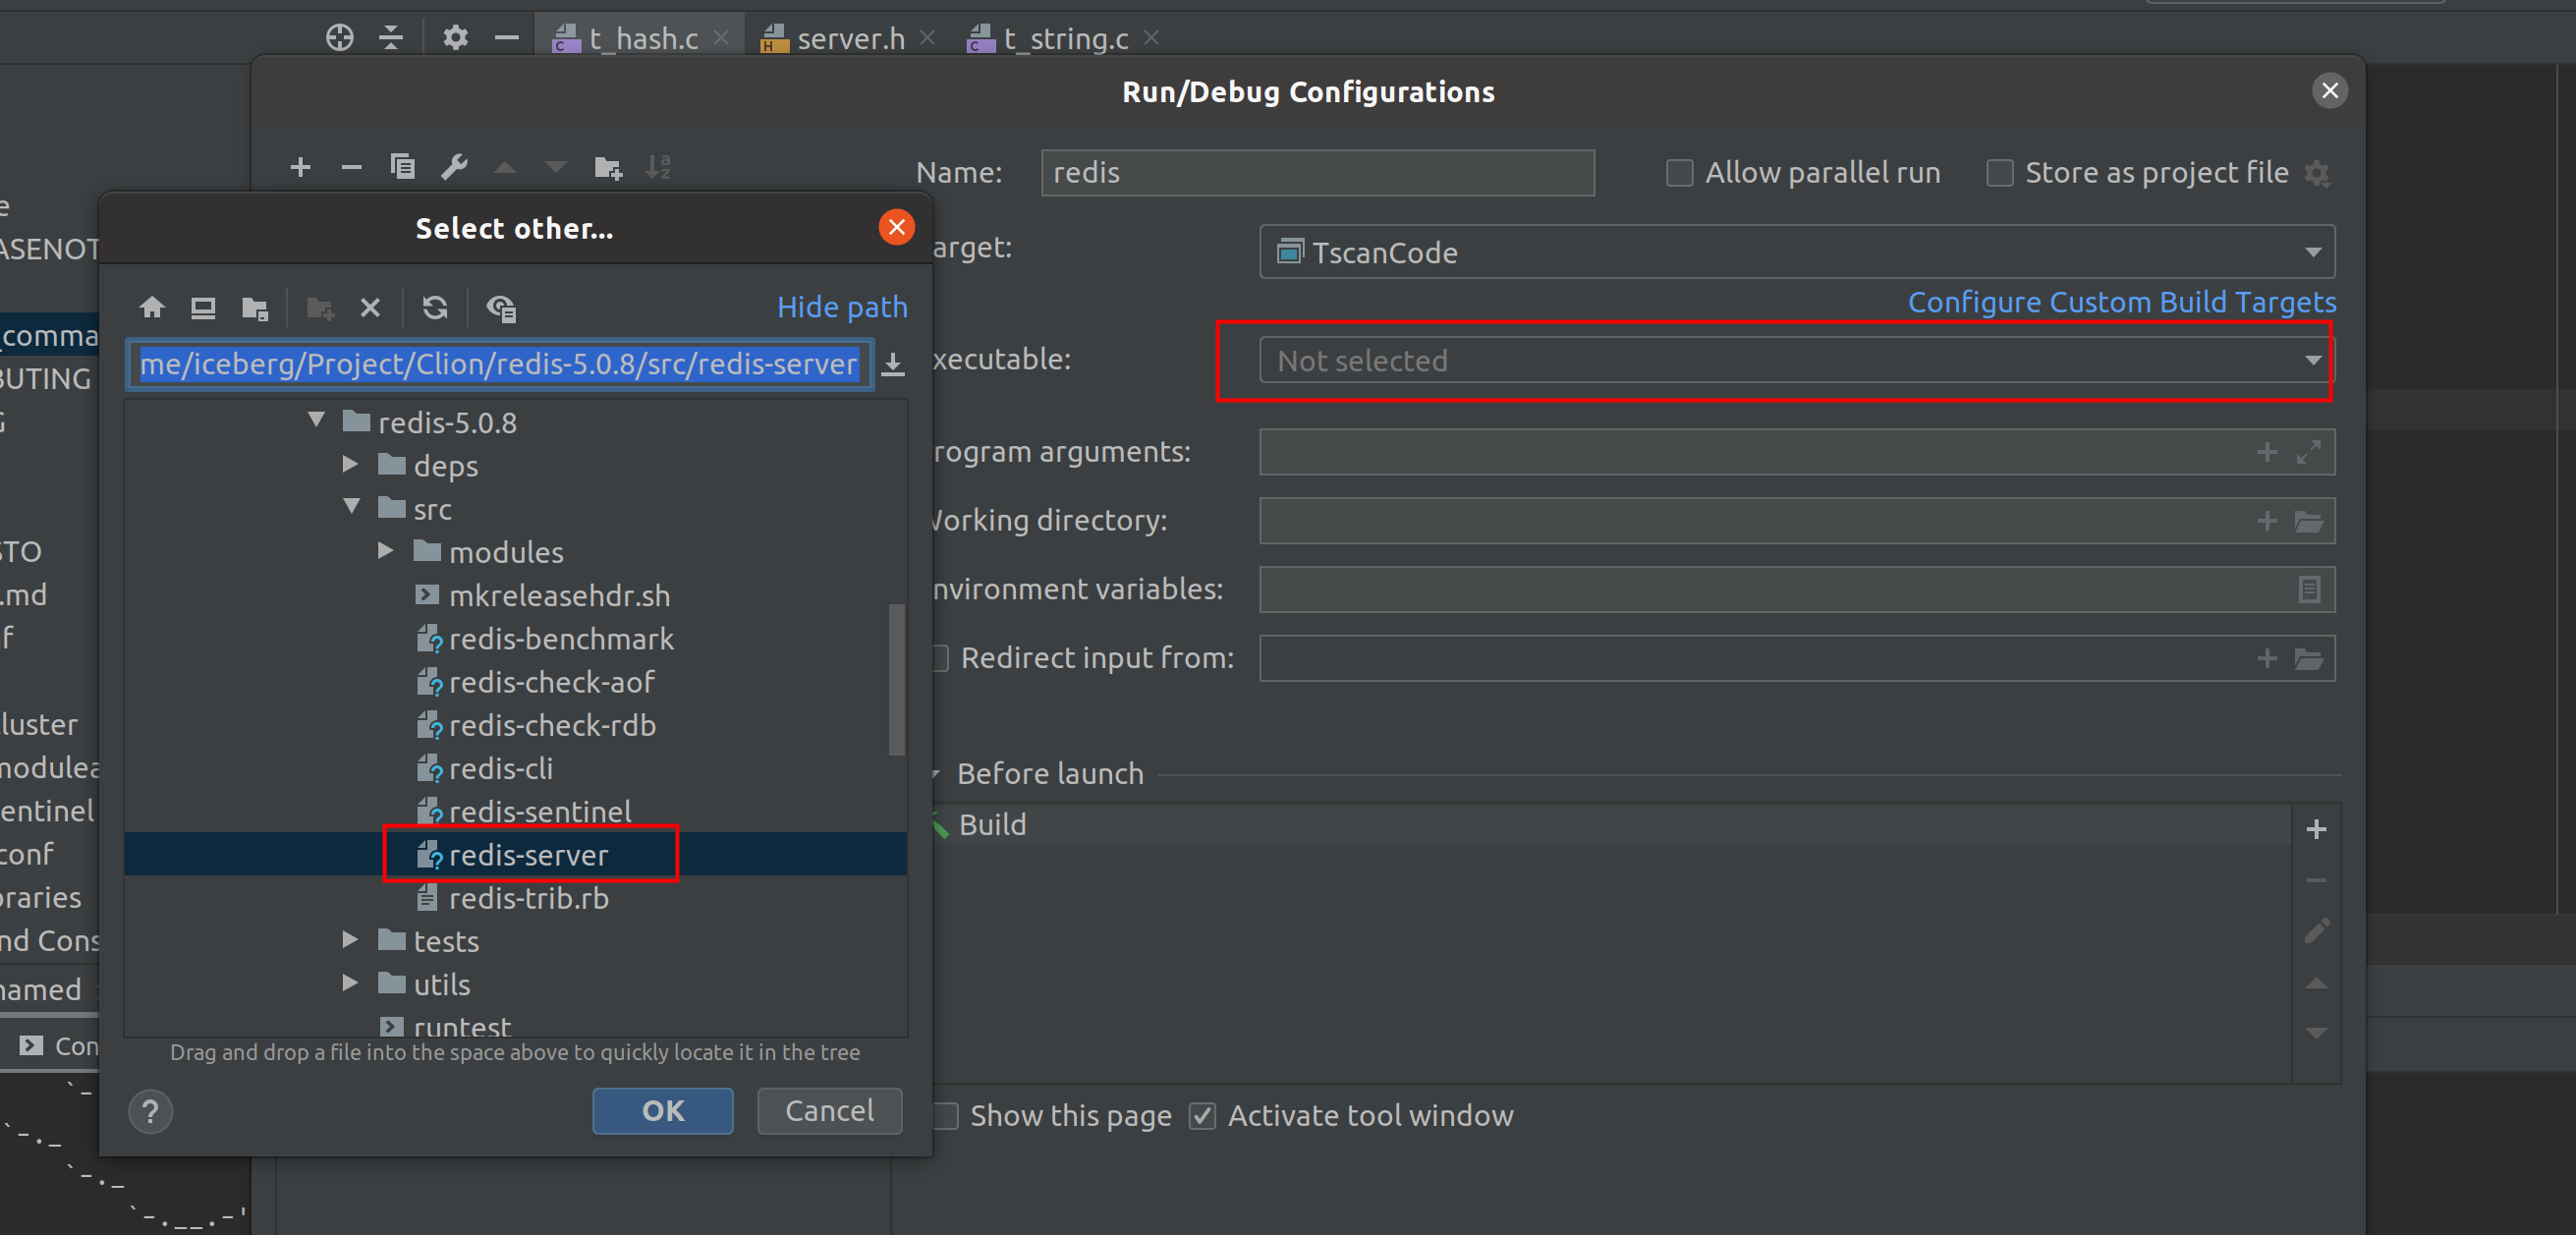 t_hash.c server.h t_string.c
Run/Debug Configurations
Name: redis Allow parallel run Store as project file
Select other...
Hide path
me/iceberg/Project/Clion/redis-5.0.8/src/redis-server
redis-5.0.8
deps
src
modules
mkreleasehdr.sh
redis-benchmark
redis-check-aof
redis-check-rdb
redis-cli
redis-sentinel
redis-server
redis-trib.rb
tests
utils
runtest
Drag and drop a file into the space above to quickly locate it in the tree
? OK Cancel
arget: TscanCode
Configure Custom Build Targets
xecutable: Not selected
rogram arguments:
Working directory:
nvironment variables:
Redirect input from:
Before launch
Build
Show this page Activate tool window
e
ASENOT
comma
BUTING
G
STO
.md
f
luster
modulea
entinel
conf
raries
nd Cons
named
Con
`-
`-._
`-._
`-.__.-'